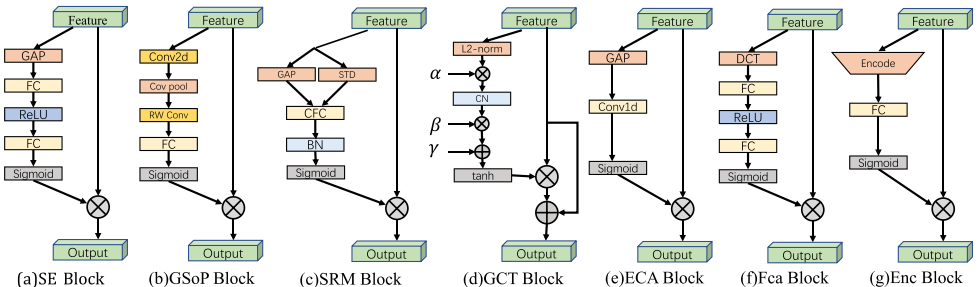 Feature
GAP
FC
ReLU
FC
Sigmoid
Output
(a)SE Block
Feature
Conv2d
Cov pool
RW Conv
FC
Sigmoid
Output
(b)GSoP Block
Feature
GAP STD
CFC
BN
Sigmoid
Output
(c)SRM Block
Feature
L2-norm
α
CN
β
γ
tanh
Output
(d)GCT Block
Feature
GAP
Conv1d
Sigmoid
Output
(e)ECA Block
Feature
DCT
FC
ReLU
FC
Sigmoid
Output
(f)Fca Block
Feature
Encode
FC
Sigmoid
Output
(g)Enc Block